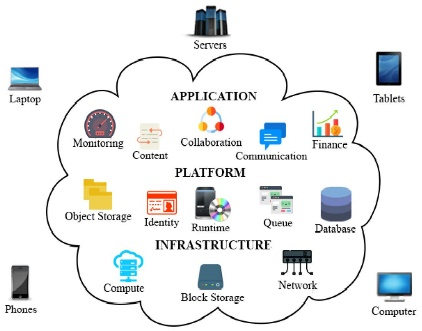 Servers
Laptop
Tablets
APPLICATION
Monitoring
Content
Collaboration
Communication
Finance
PLATFORM
Object Storage
Identity
Runtime
Queue
Database
INFRASTRUCTURE
Compute
Block Storage
Network
Phones
Computer